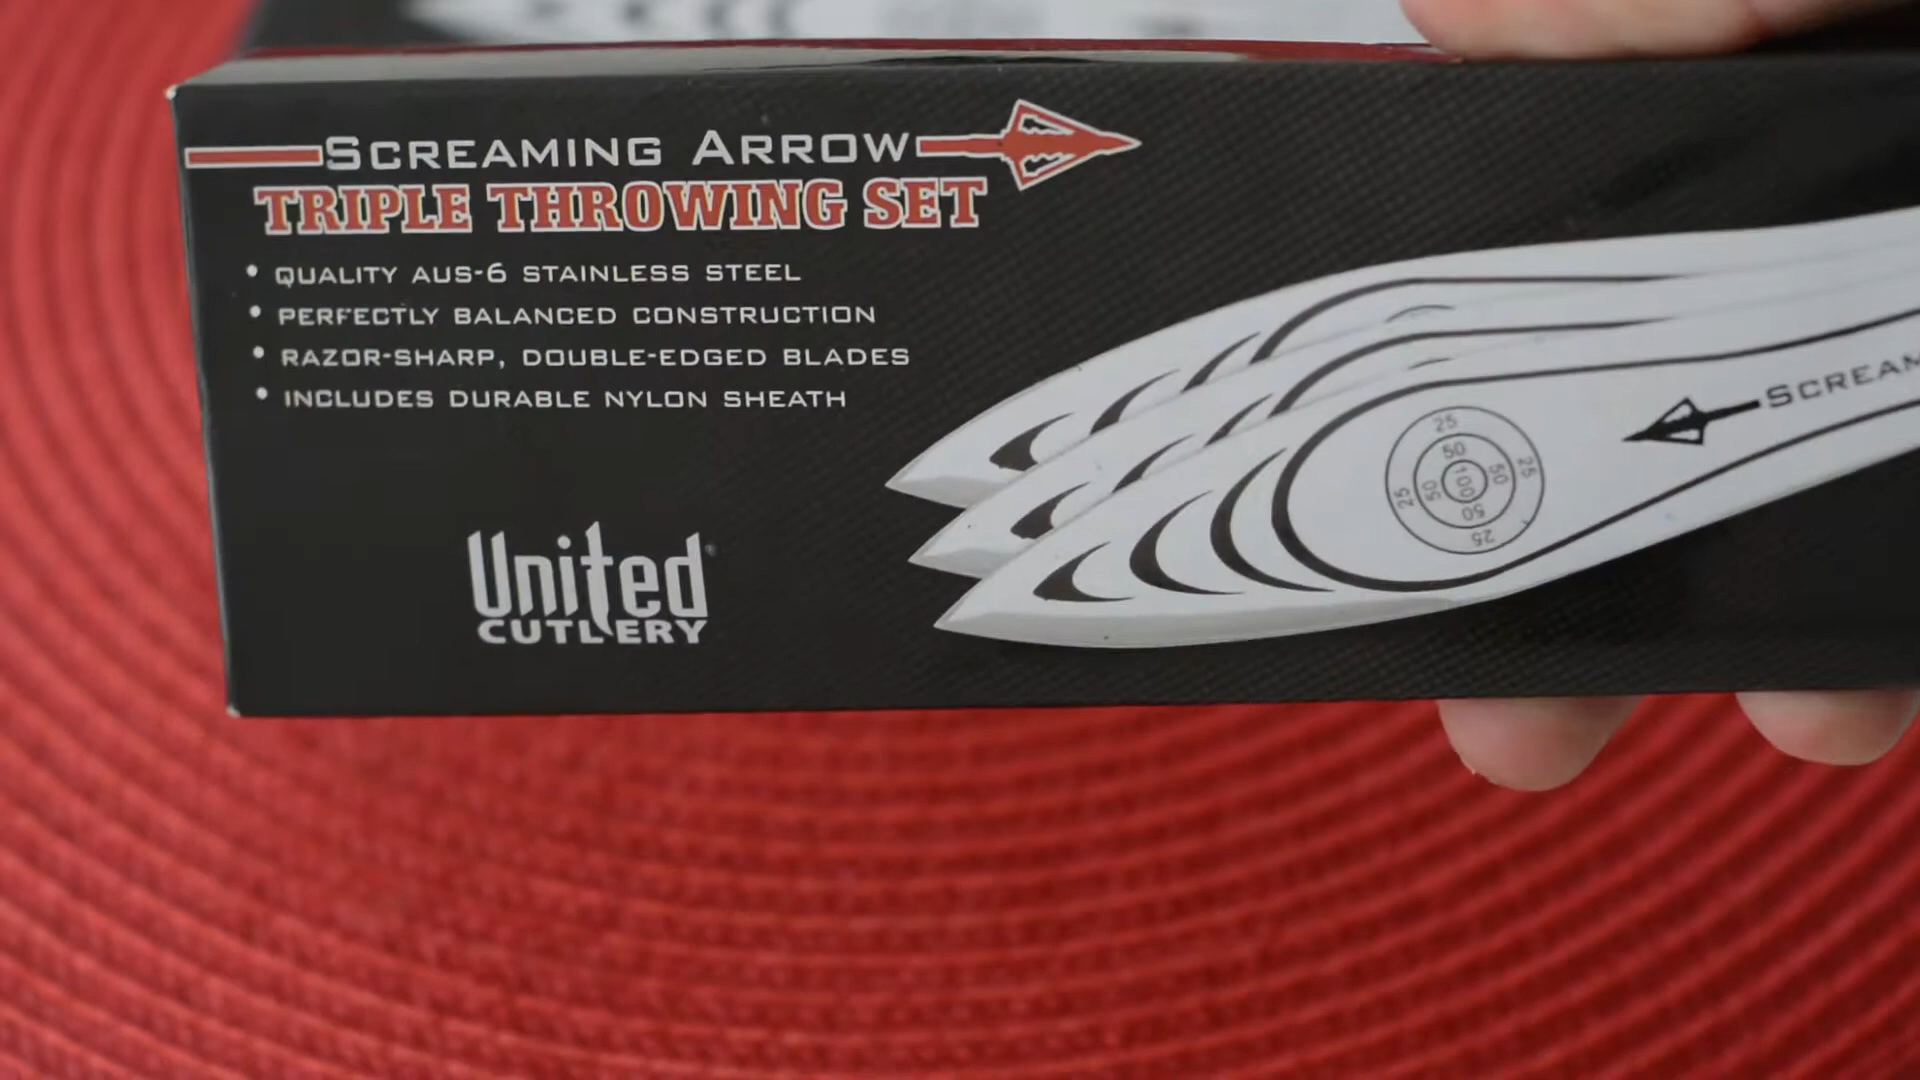 SCREAMING ARROW
TRIPLE THROWING SET
• QUALITY AUS-6 STAINLESS STEEL
• PERFECTLY BALANCED CONSTRUCTION
• RAZOR-SHARP, DOUBLE-EDGED BLADES
• INCLUDES DURABLE NYLON SHEATH
United®
CUTLERY
25
50
25 50 100 50 25
50
25
SCREAM